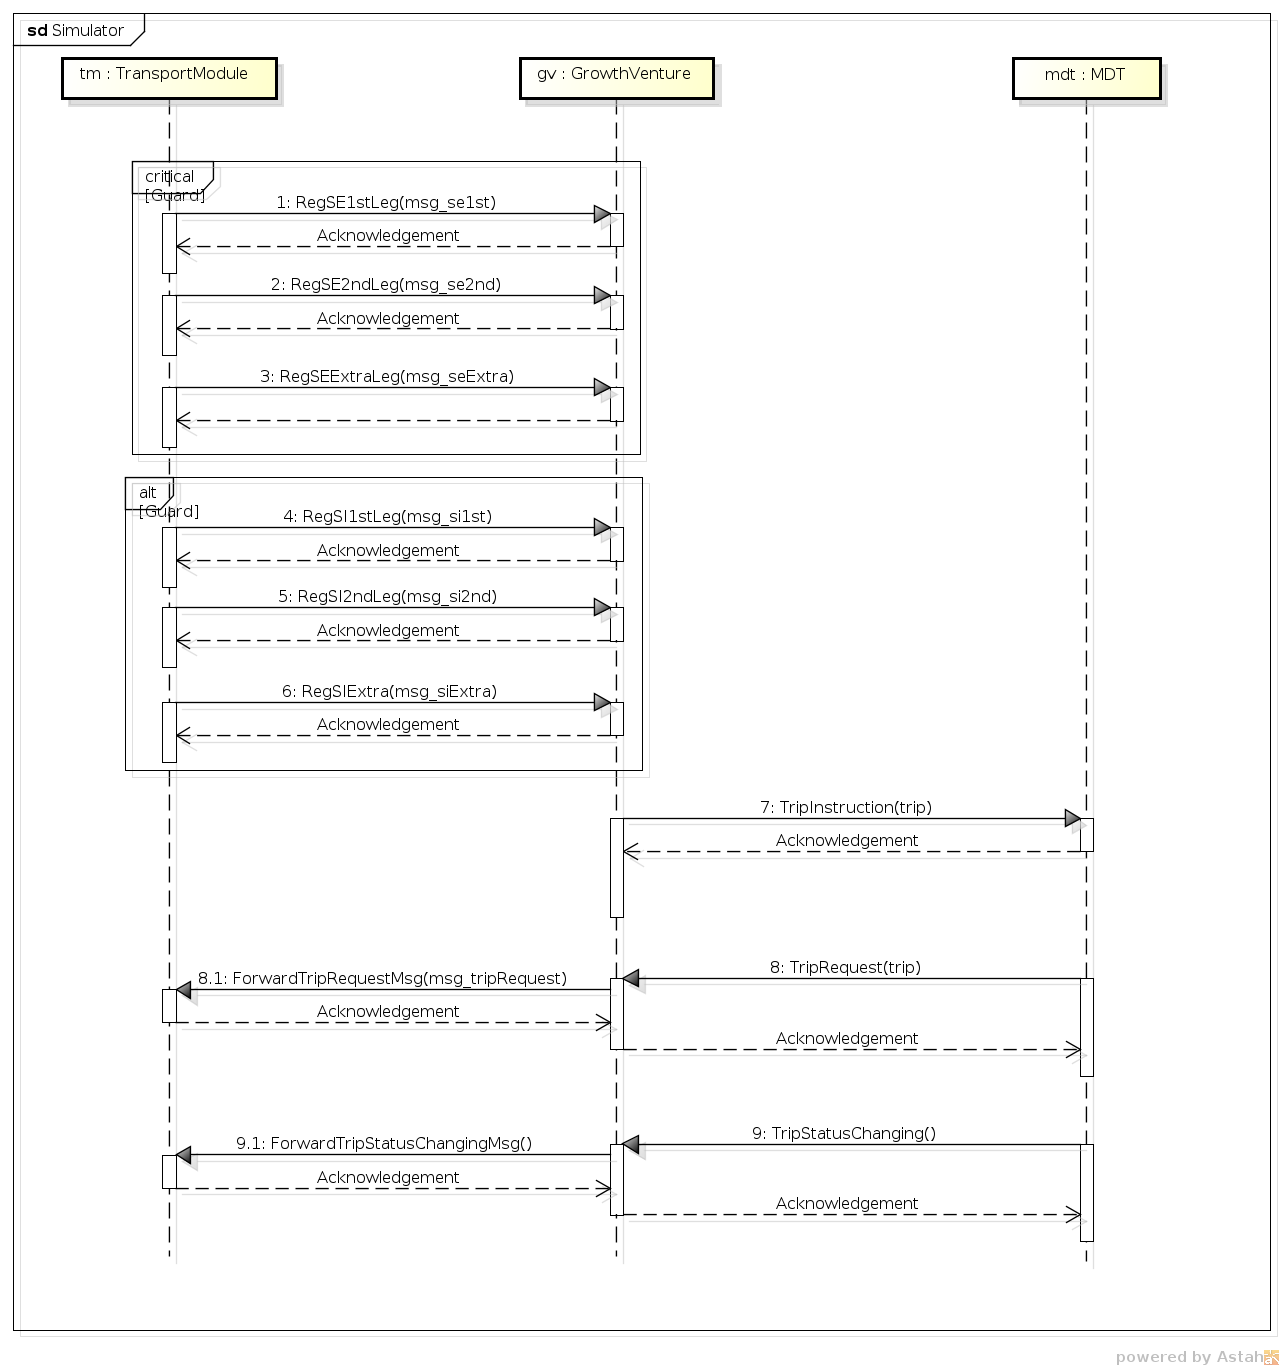 sd Simulator
tm : TransportModule
gv : GrowthVenture
mdt : MDT
critical
[Guard]
1: RegSE1stLeg(msg_se1st)
Acknowledgement
2: RegSE2ndLeg(msg_se2nd)
Acknowledgement
3: RegSEExtraLeg(msg_seExtra)
alt
[Guard]
4: RegSI1stLeg(msg_si1st)
Acknowledgement
5: RegSI2ndLeg(msg_si2nd)
Acknowledgement
6: RegSIExtra(msg_siExtra)
Acknowledgement
7: TripInstruction(trip)
Acknowledgement
8: TripRequest(trip)
8.1: ForwardTripRequestMsg(msg_tripRequest)
Acknowledgement
Acknowledgement
9: TripStatusChanging()
9.1: ForwardTripStatusChangingMsg()
Acknowledgement
Acknowledgement
powered by Astah